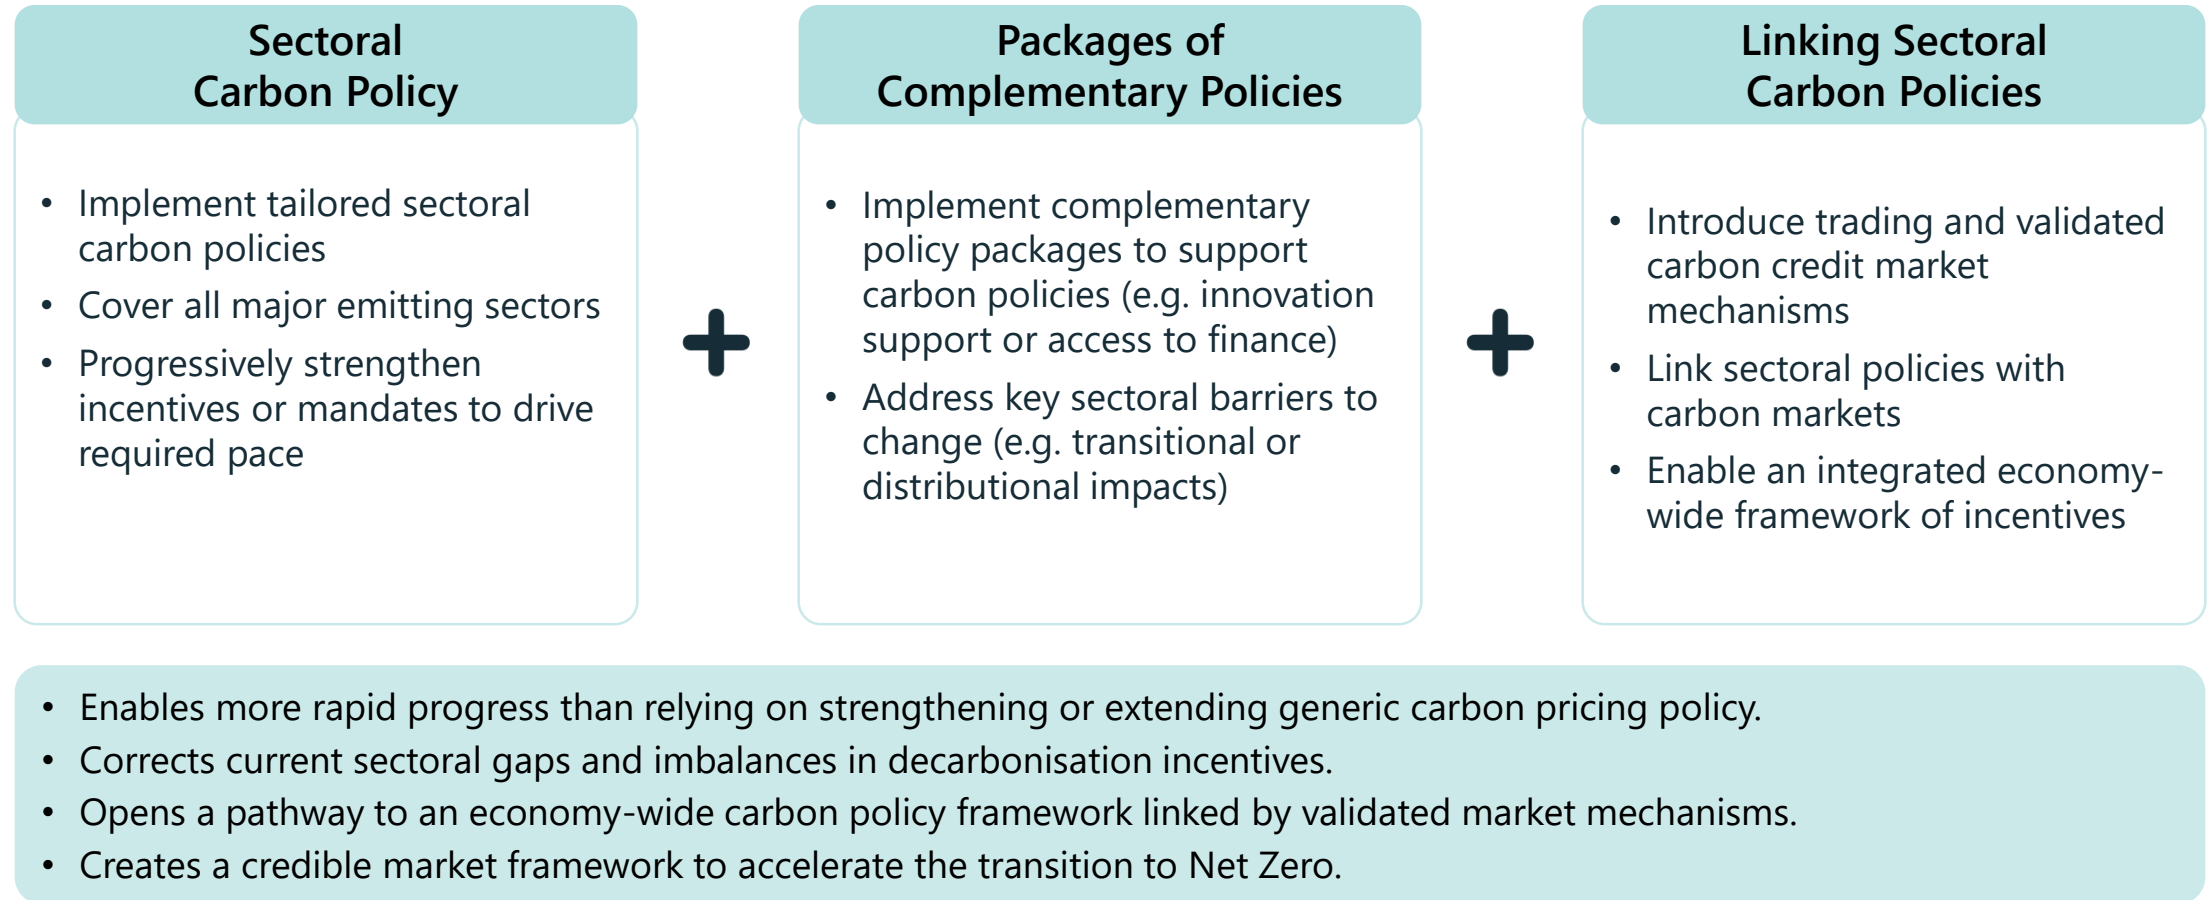 Sectoral
Carbon Policy
• Implement tailored sectoral
carbon policies
• Cover all major emitting sectors
• Progressively strengthen
incentives or mandates to drive
required pace
Packages of
Complementary Policies
• Implement complementary
policy packages to support
carbon policies (e.g. innovation
support or access to finance)
• Address key sectoral barriers to
change (e.g. transitional or
distributional impacts)
Linking Sectoral
Carbon Policies
• Introduce trading and validated
carbon credit market
mechanisms
• Link sectoral policies with
carbon markets
• Enable an integrated economy-
wide framework of incentives
• Enables more rapid progress than relying on strengthening or extending generic carbon pricing policy.
• Corrects current sectoral gaps and imbalances in decarbonisation incentives.
• Opens a pathway to an economy-wide carbon policy framework linked by validated market mechanisms.
• Creates a credible market framework to accelerate the transition to Net Zero.